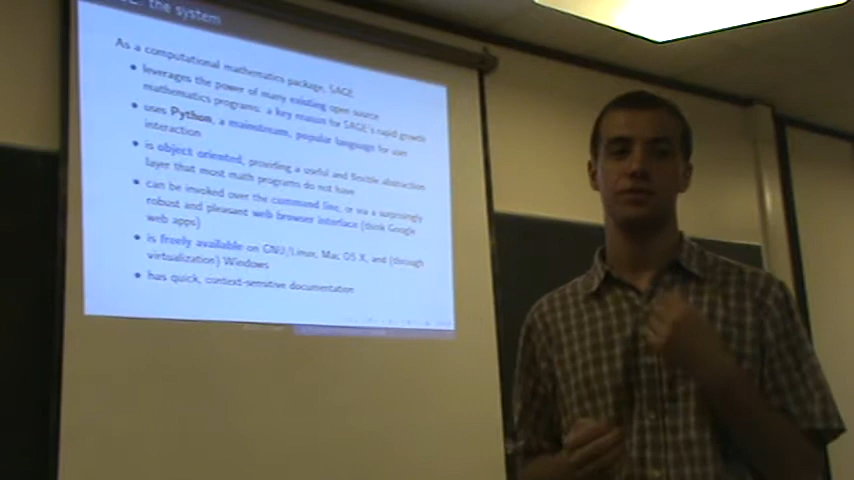 the system
As a computational mathematics package, SAGE
• leverages the power of many existing open source
mathematics programs: a key reason for SAGE's rapid growth
• uses Python, a mainstream, popular language for user
interaction
• is object oriented, providing a useful and flexible abstraction
layer that most math programs do not have
• can be invoked over the command line, or via a surprisingly
robust and pleasant web browser interface (think Google
web apps)
• is freely available on GNU/Linux, Mac OS X, and (through
virtualization) Windows
• has quick, context-sensitive documentation